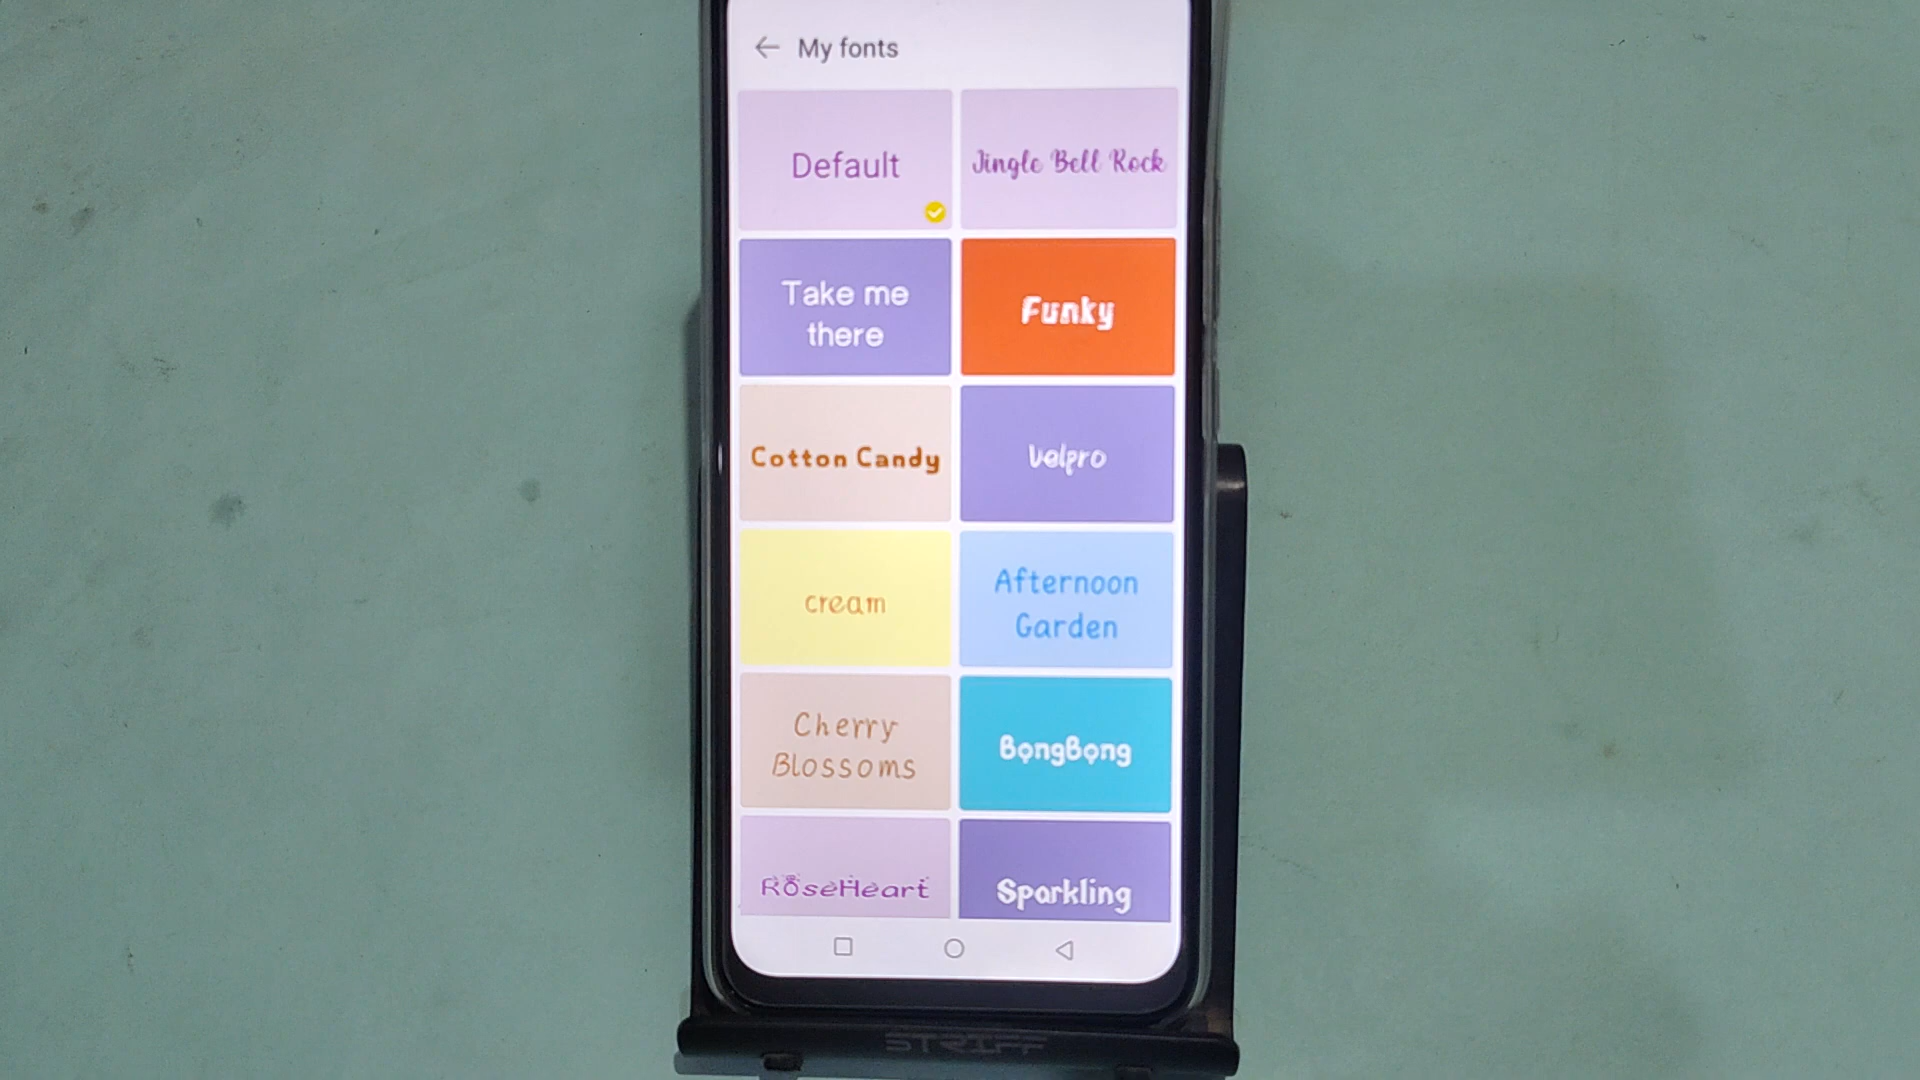 My fonts
Default
Jingle Bell Rock
Take me
there
Funky
Cotton Candy
Velpro
cream
Afternoon
Garden
Cherry
Blossoms
BongBong
RoseHeart
Sparkling
STRIFF